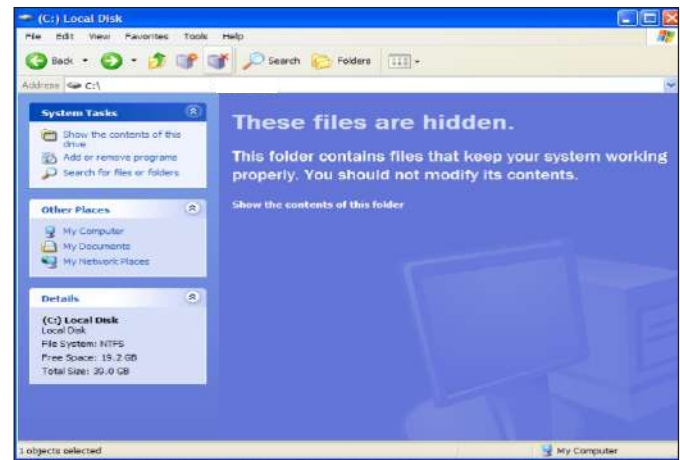 (C:) Local Disk
File Edit View Favorites Tools Help
Back Search Folders
Address C:\
System Tasks
Show the contents of this
drive
Add or remove programs
Search for files or folders
Other Places
My Computer
My Documents
My Network Places
Details
(C:) Local Disk
Local Disk
File System: NTFS
Free Space: 19.2 GB
Total Size: 39.0 GB
These files are hidden.
This folder contains files that keep your system working
properly. You should not modify its contents.
Show the contents of this folder
1 objects selected
My Computer